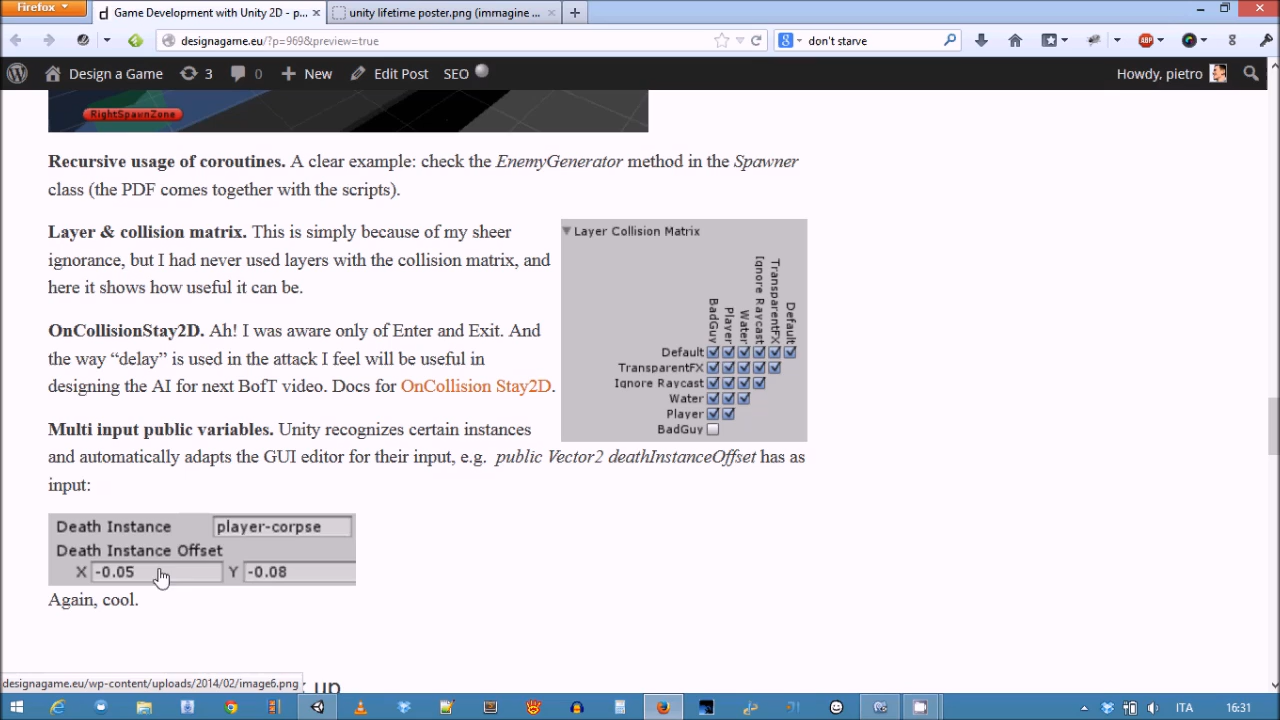 Firefox
Game Development with Unity 2D - p...
unity lifetime poster.png (immagine ...
designagame.eu/?p=969&preview=true
don't starve
Design a Game
3
0
New
Edit Post
SEO
Howdy, pietro
RightSpawnZone
Recursive usage of coroutines. A clear example: check the EnemyGenerator method in the Spawner
class (the PDF comes together with the scripts).
Layer & collision matrix. This is simply because of my sheer
ignorance, but I had never used layers with the collision matrix, and
here it shows how useful it can be.
Layer Collision Matrix
BadGuy
Player
Water
Ignore Raycast
TransparentFX
Default
Default
TransparentFX
Ignore Raycast
Water
Player
BadGuy
OnCollisionStay2D. Ah! I was aware only of Enter and Exit. And
the way “delay” is used in the attack I feel will be useful in
designing the AI for next BofT video. Docs for OnCollision Stay2D.
Multi input public variables. Unity recognizes certain instances
and automatically adapts the GUI editor for their input, e.g. public Vector2 deathInstanceOffset has as
input:
Death Instance player-corpse
Death Instance Offset
X -0.05 Y -0.08
Again, cool.
designagame.eu/wp-content/uploads/2014/02/image6.png
up
ITA
16:31